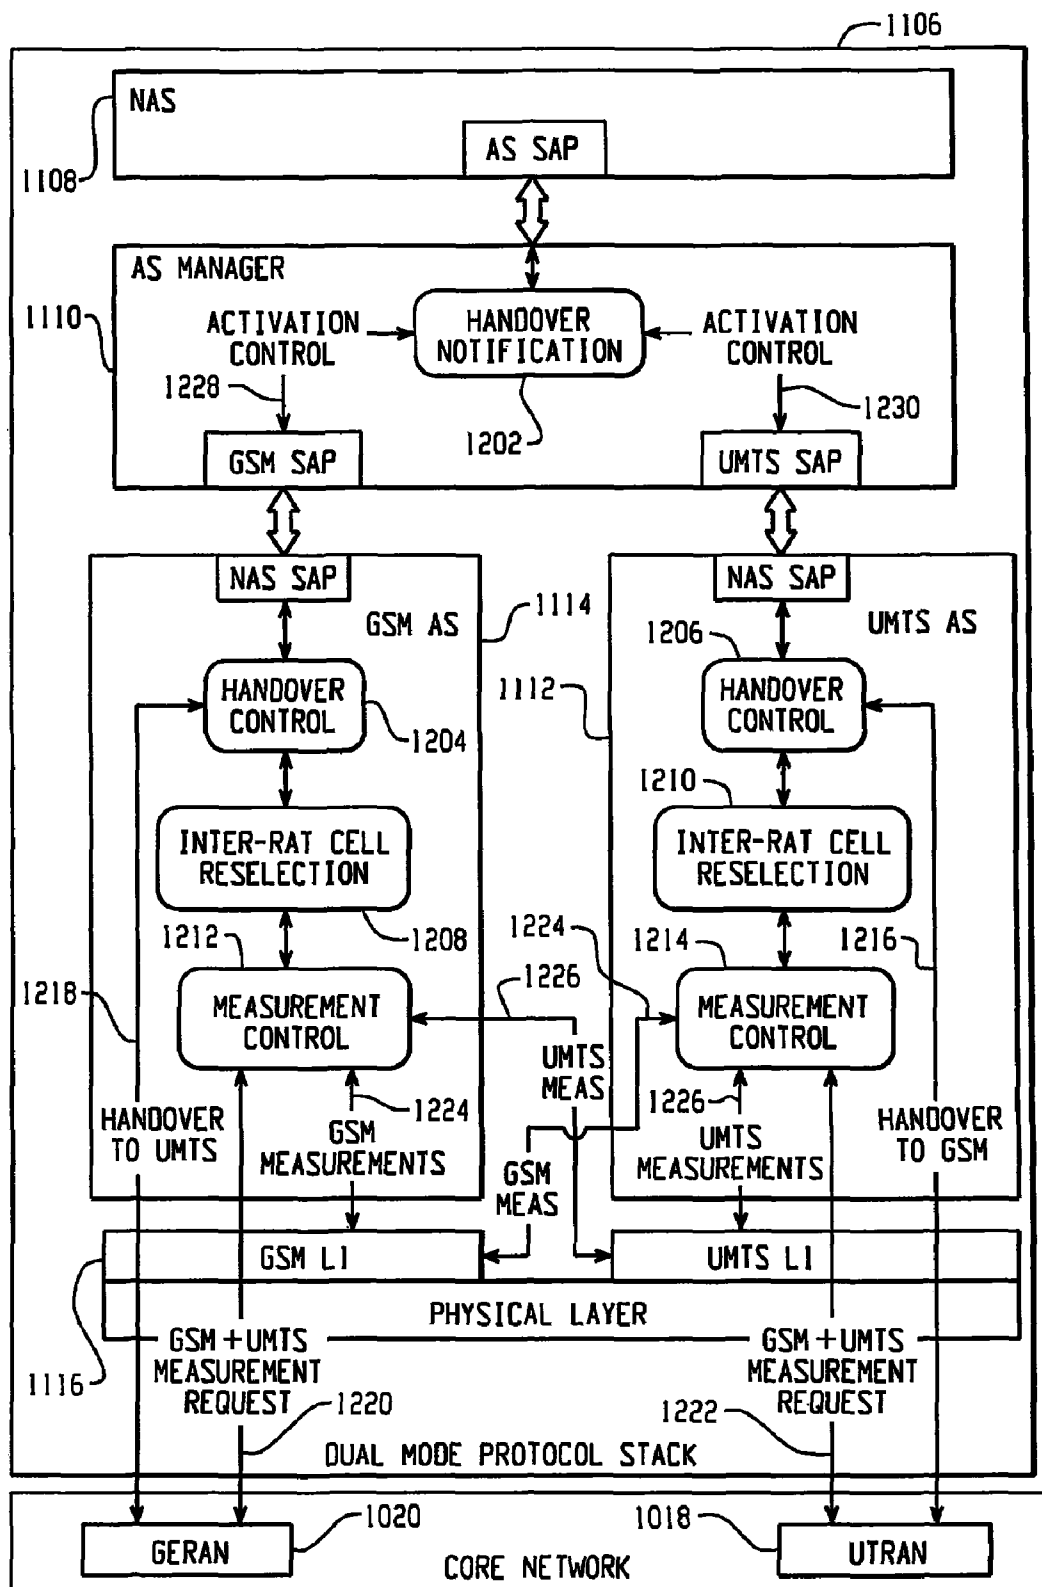 1106
NAS
AS SAP
1108
AS MANAGER
1110
ACTIVATION
CONTROL
HANDOVER
NOTIFICATION
ACTIVATION
CONTROL
1228
1202
1230
GSM SAP
UMTS SAP
NAS SAP
GSM AS
1114
NAS SAP
UMTS AS
1206
1112
HANDOVER
CONTROL
1204
HANDOVER
CONTROL
1210
INTER-RAT CELL
RESELECTION
INTER-RAT CELL
RESELECTION
1212
1208
1224
1214
1216
1218
1226
MEASUREMENT
CONTROL
MEASUREMENT
CONTROL
UMTS
MEAS
1224
1226
HANDOVER
TO UMTS
GSM
MEASUREMENTS
GSM
MEAS
UMTS
MEASUREMENTS
HANDOVER
TO GSM
GSM L1
UMTS L1
PHYSICAL LAYER
1116
GSM+UMTS
MEASUREMENT
REQUEST
GSM+UMTS
MEASUREMENT
REQUEST
1220
1222
DUAL MODE PROTOCOL STACK
1020
1018
GERAN
UTRAN
CORE NETWORK